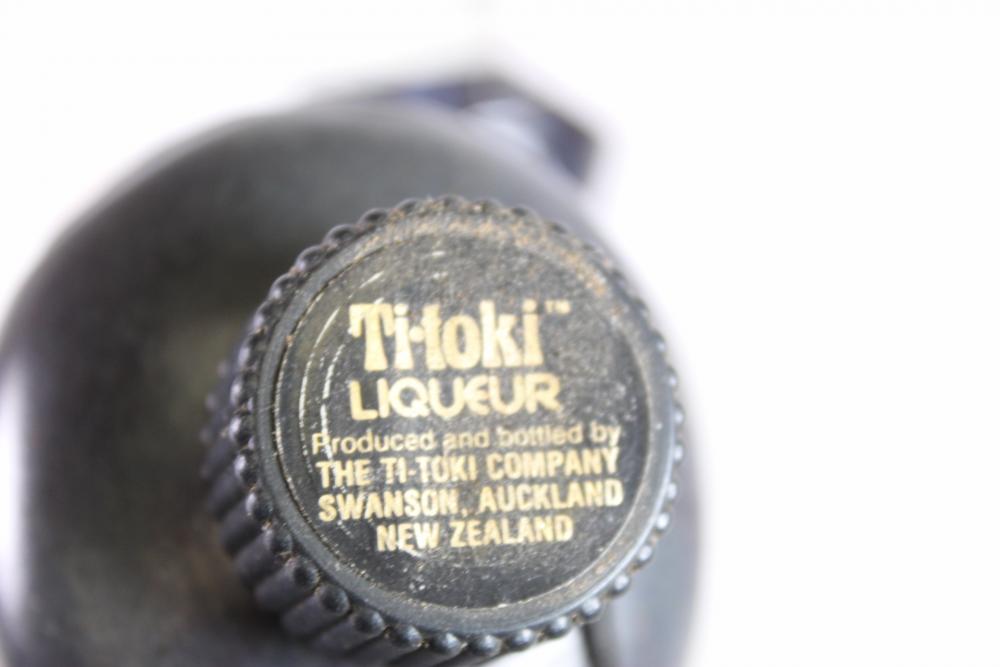 Ti·toki™
LIQUEUR
Produced and bottled by
THE TI-TOKI COMPANY
SWANSON, AUCKLAND
NEW ZEALAND